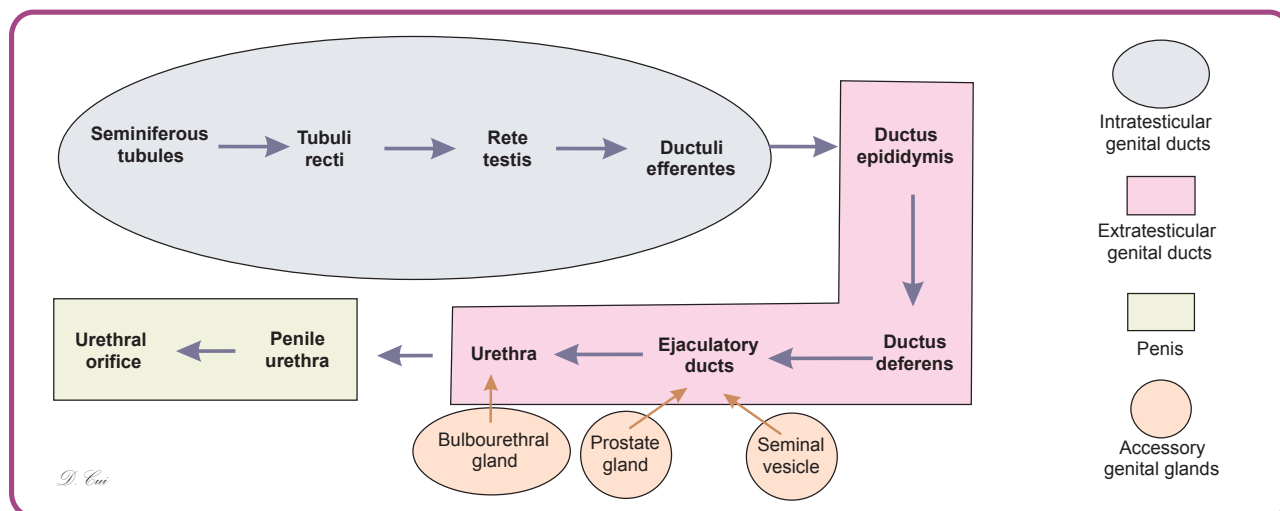 Seminiferous
tubules
Tubuli
recti
Rete
testis
Ductuli
efferentes
Ductus
epididymis
Ductus
deferens
Ejaculatory
ducts
Urethra
Penile
urethra
Urethral
orifice
Bulbourethral
gland
Prostate
gland
Seminal
vesicle
D. Cui
Intratesticular
genital ducts
Extratesticular
genital ducts
Penis
Accessory
genital glands